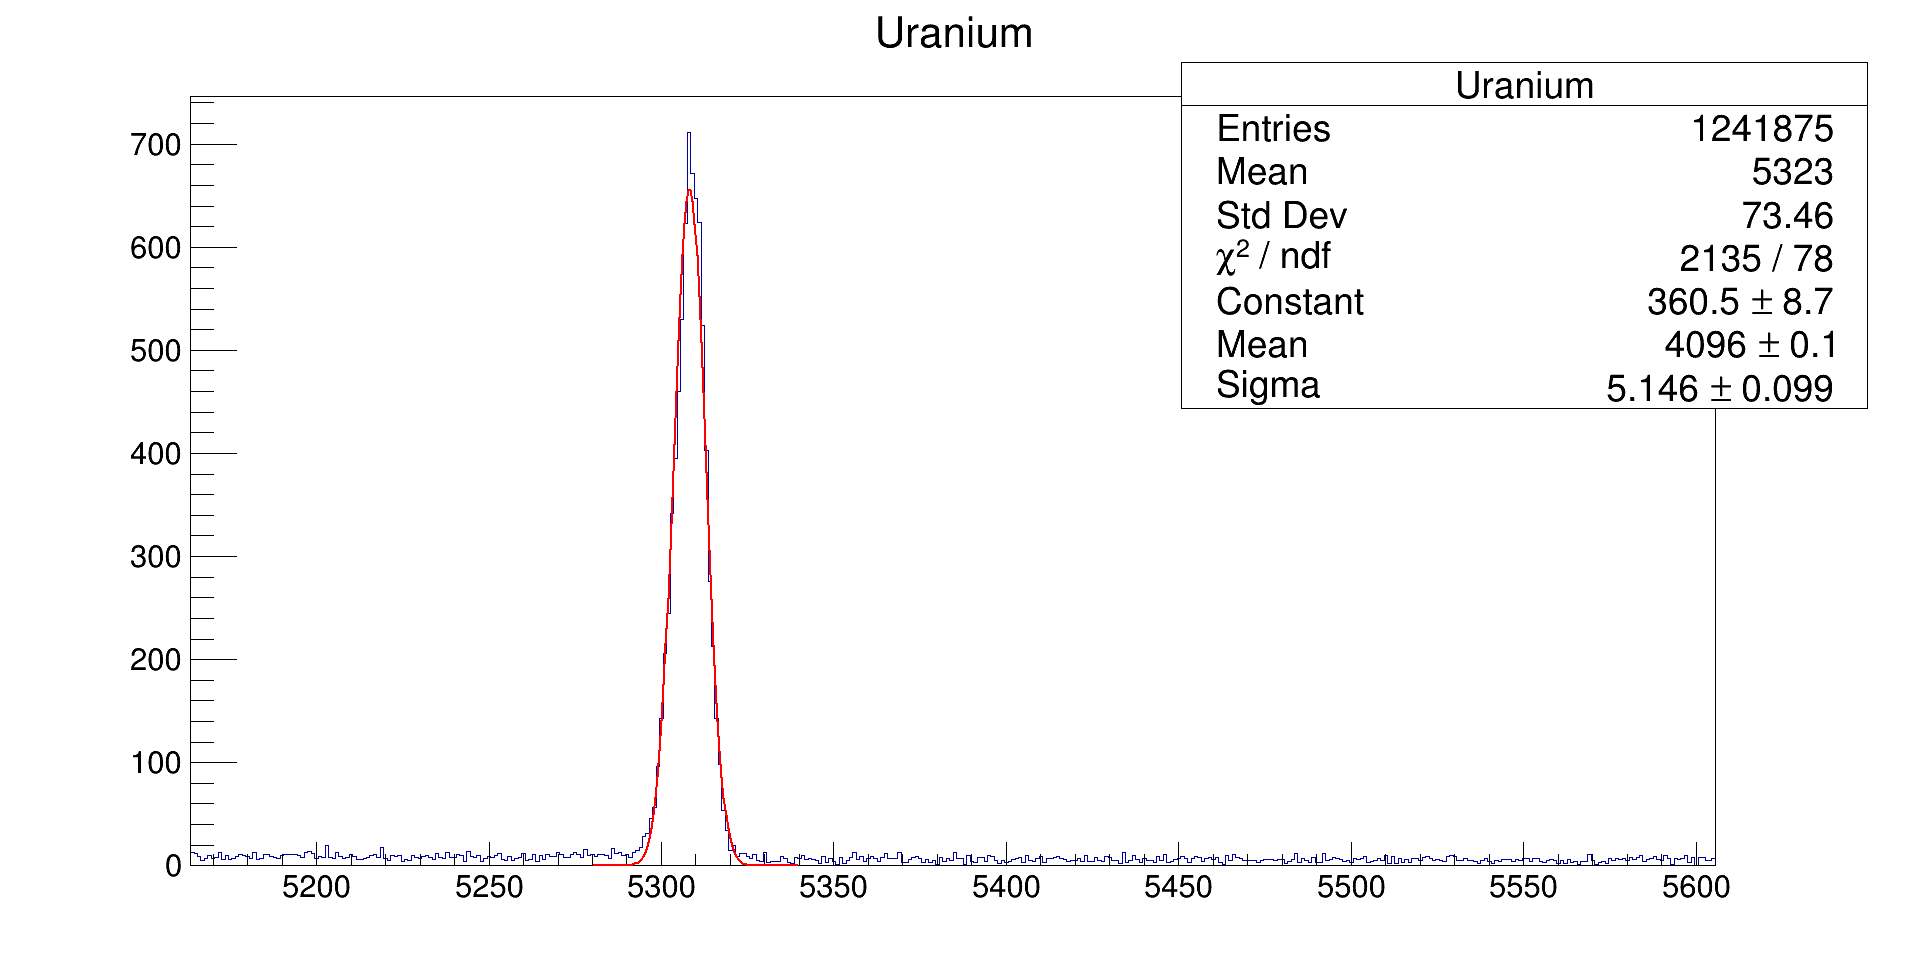 Uranium
Uranium
Entries 1241875
Mean 5323
Std Dev 73.46
χ² / ndf 2135 / 78
Constant 360.5 ± 8.7
Mean 4096 ± 0.1
Sigma 5.146 ± 0.099
700
600
500
400
300
200
100
0
5200 5250 5300 5350 5400 5450 5500 5550 5600